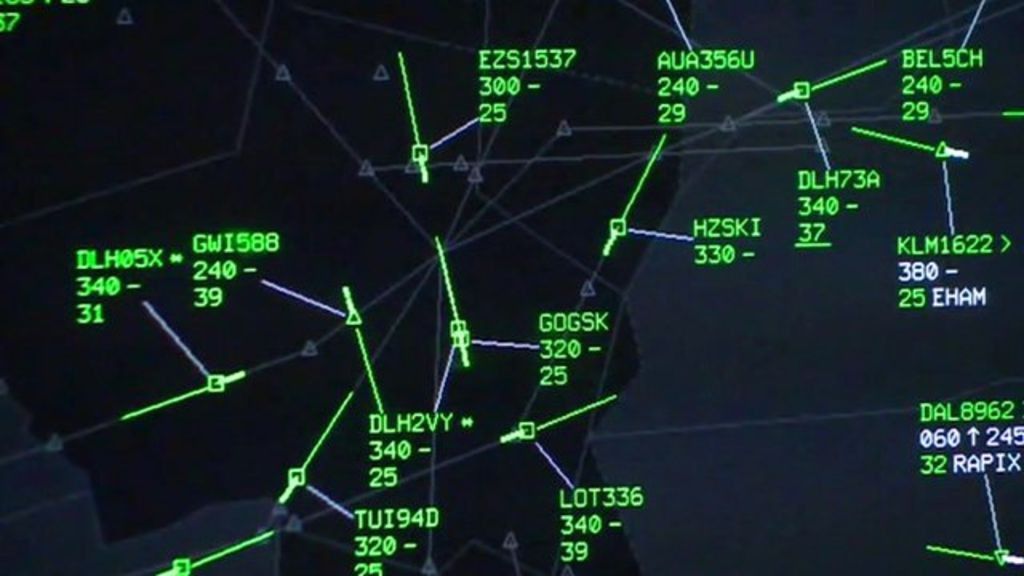 67
EZS1537
300 -
25
AUA356U
240 -
29
BEL5CH
240 -
29
DLH73A
340 -
37
HZSKI
330 -
KLM1622 >
380 -
25 EHAM
DLH05X *
340 -
31
GWI588
240 -
39
GOGSK
320 -
25
DLH2VY *
340 -
25
DAL8962
060 ↑ 245
32 RAPIX
LOT336
340 -
39
TUI94D
320 -
25